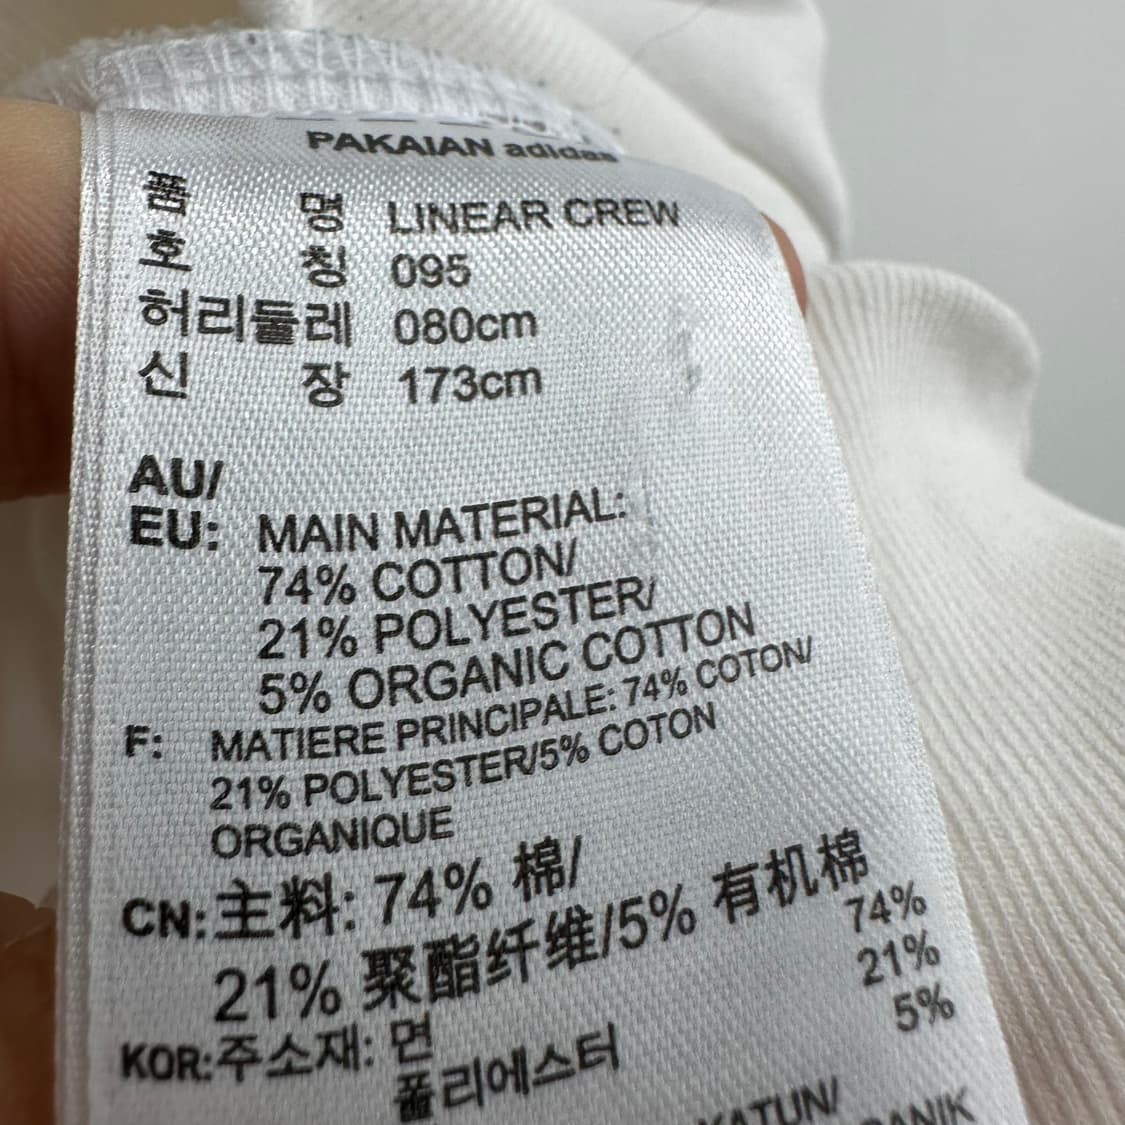 PAKAIAN adidas
품 명 LINEAR CREW
호 칭 095
허리둘레 080cm
신 장 173cm
AU/
EU: MAIN MATERIAL:
74% COTTON/
21% POLYESTER/
5% ORGANIC COTTON
F: MATIERE PRINCIPALE: 74% COTON/
21% POLYESTER/5% COTON
ORGANIQUE
CN: 主料: 74% 棉/
21% 聚酯纤维/5% 有机棉
KOR: 주소재: 면 74%
폴리에스터 21%
5%
KATUN/